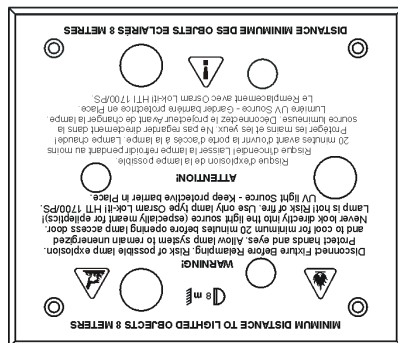 MINIMUM DISTANCE TO LIGHTED OBJECTS 8 METERS
8 m
WARNING!
Disconnect Fixture Before Relamping. Risk of possible lamp explosion.
Protect hands and eyes. Allow lamp system to remain unenergized
and to cool for minimum 20 minutes before opening lamp access door.
Never look directly into the light source (especially meant for epileptics)!
Lamp is hot! Risk of fire. Use only lamp type Osram Lok-it! HTI 1700/PS.
UV light Source - Keep protective barrier in Place.
ATTENTION!
Risque d'explosion de la lampe possible.
Risque d'incendie! Laisser la lampe refroidir pendant au moins
20 minutes avant d'ouvrir la porte d'accès à la lampe. Lampe chaude!
Protéger les mains et les yeux. Ne pas regarder directement dans la
source lumineuse. Déconnectez le projecteur Avant de changer la lampe.
Lumière UV Source - Garder barrière protectrice en Place.
Le Remplacement avec Osram Lok-it! HTI 1700/PS.
DISTANCE MINIMUME DES OBJETS ECLAIRÉS 8 METRES